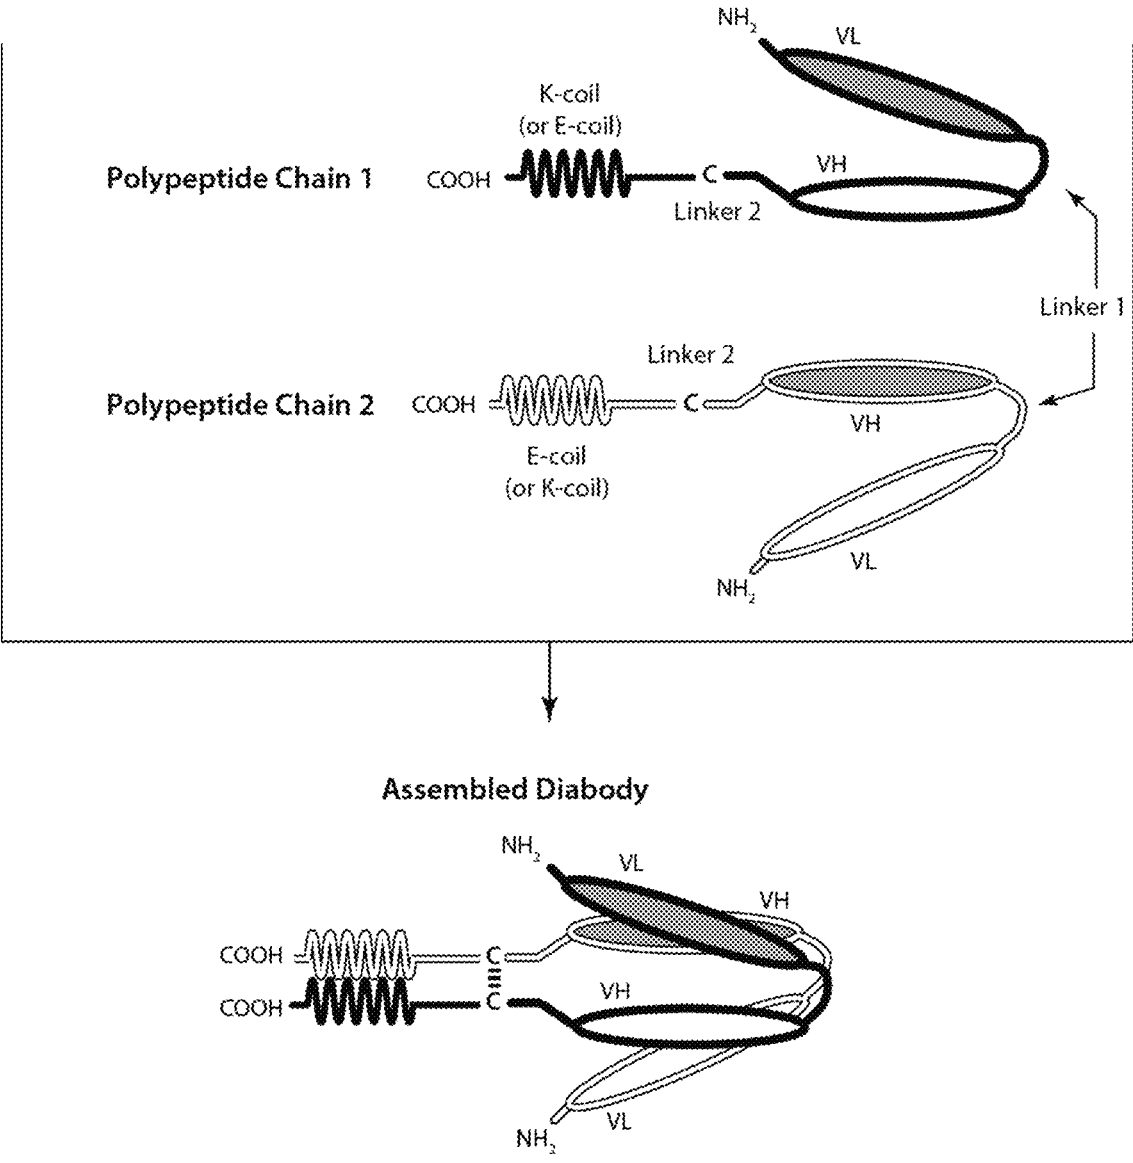 NH₂
VL
K-coil
(or E-coil)
Polypeptide Chain 1
COOH
C
VH
Linker 2
Linker 1
Linker 2
Polypeptide Chain 2
COOH
C
VH
E-coil
(or K-coil)
VL
NH₂
Assembled Diabody
NH₂
VL
VH
COOH
C
COOH
C
VH
VL
NH₂